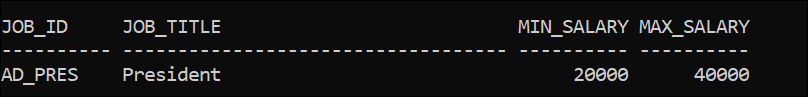 JOB_ID     JOB_TITLE                           MIN_SALARY MAX_SALARY
---------- ----------------------------------- ---------- ----------
AD_PRES    President                                20000      40000